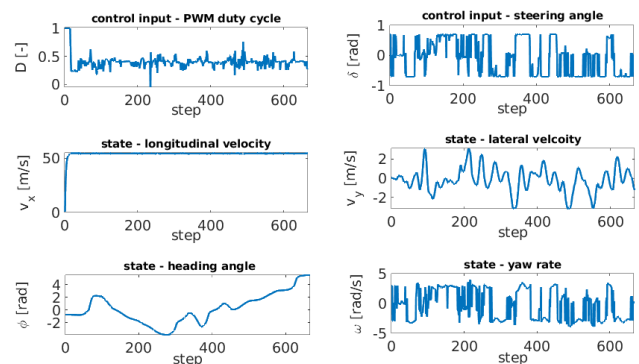 control input - PWM duty cycle
D [-]
1
0.5
0
0
200
400
600
step
control input - steering angle
δ [rad]
1
0
-1
0
200
400
600
step
state - longitudinal velocity
v_x [m/s]
50
0
0
200
400
600
step
state - lateral velcoity
v_y [m/s]
2
0
-2
0
200
400
600
step
state - heading angle
ϕ [rad]
4
2
0
-2
0
200
400
600
step
state - yaw rate
ω [rad/s]
5
0
-5
0
200
400
600
step